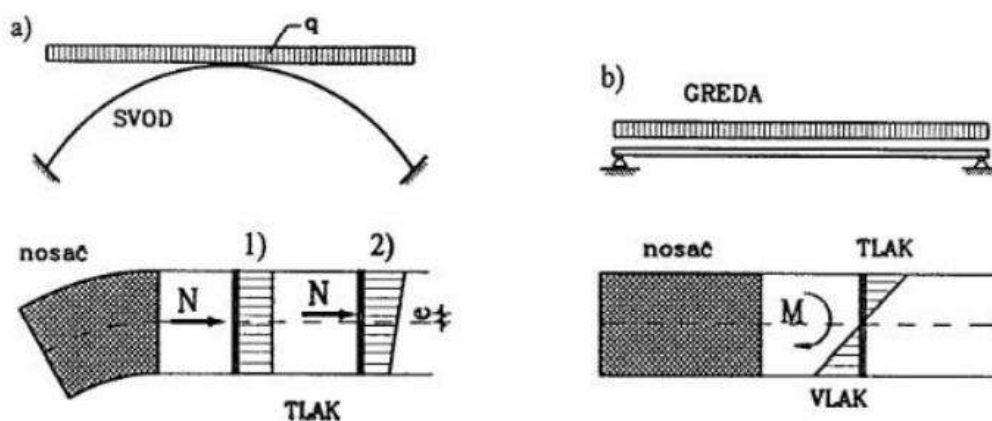 a)
q
SVOD
nosač
1)
2)
N
N
e
TLAK
b)
GREDA
nosač
TLAK
M
VLAK